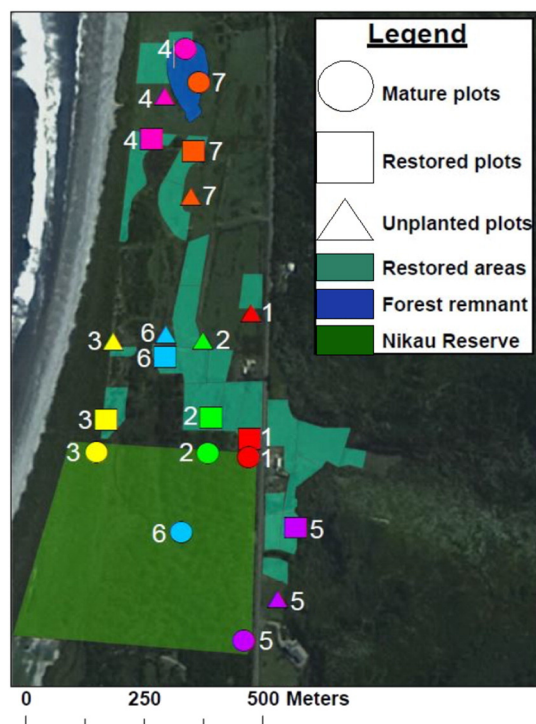 Legend
Mature plots
Restored plots
Unplanted plots
Restored areas
Forest remnant
Nikau Reserve
4
7
4
4
7
7
1
3
6
2
6
3
2
1
3
2
1
6
5
5
5
0 250 500 Meters